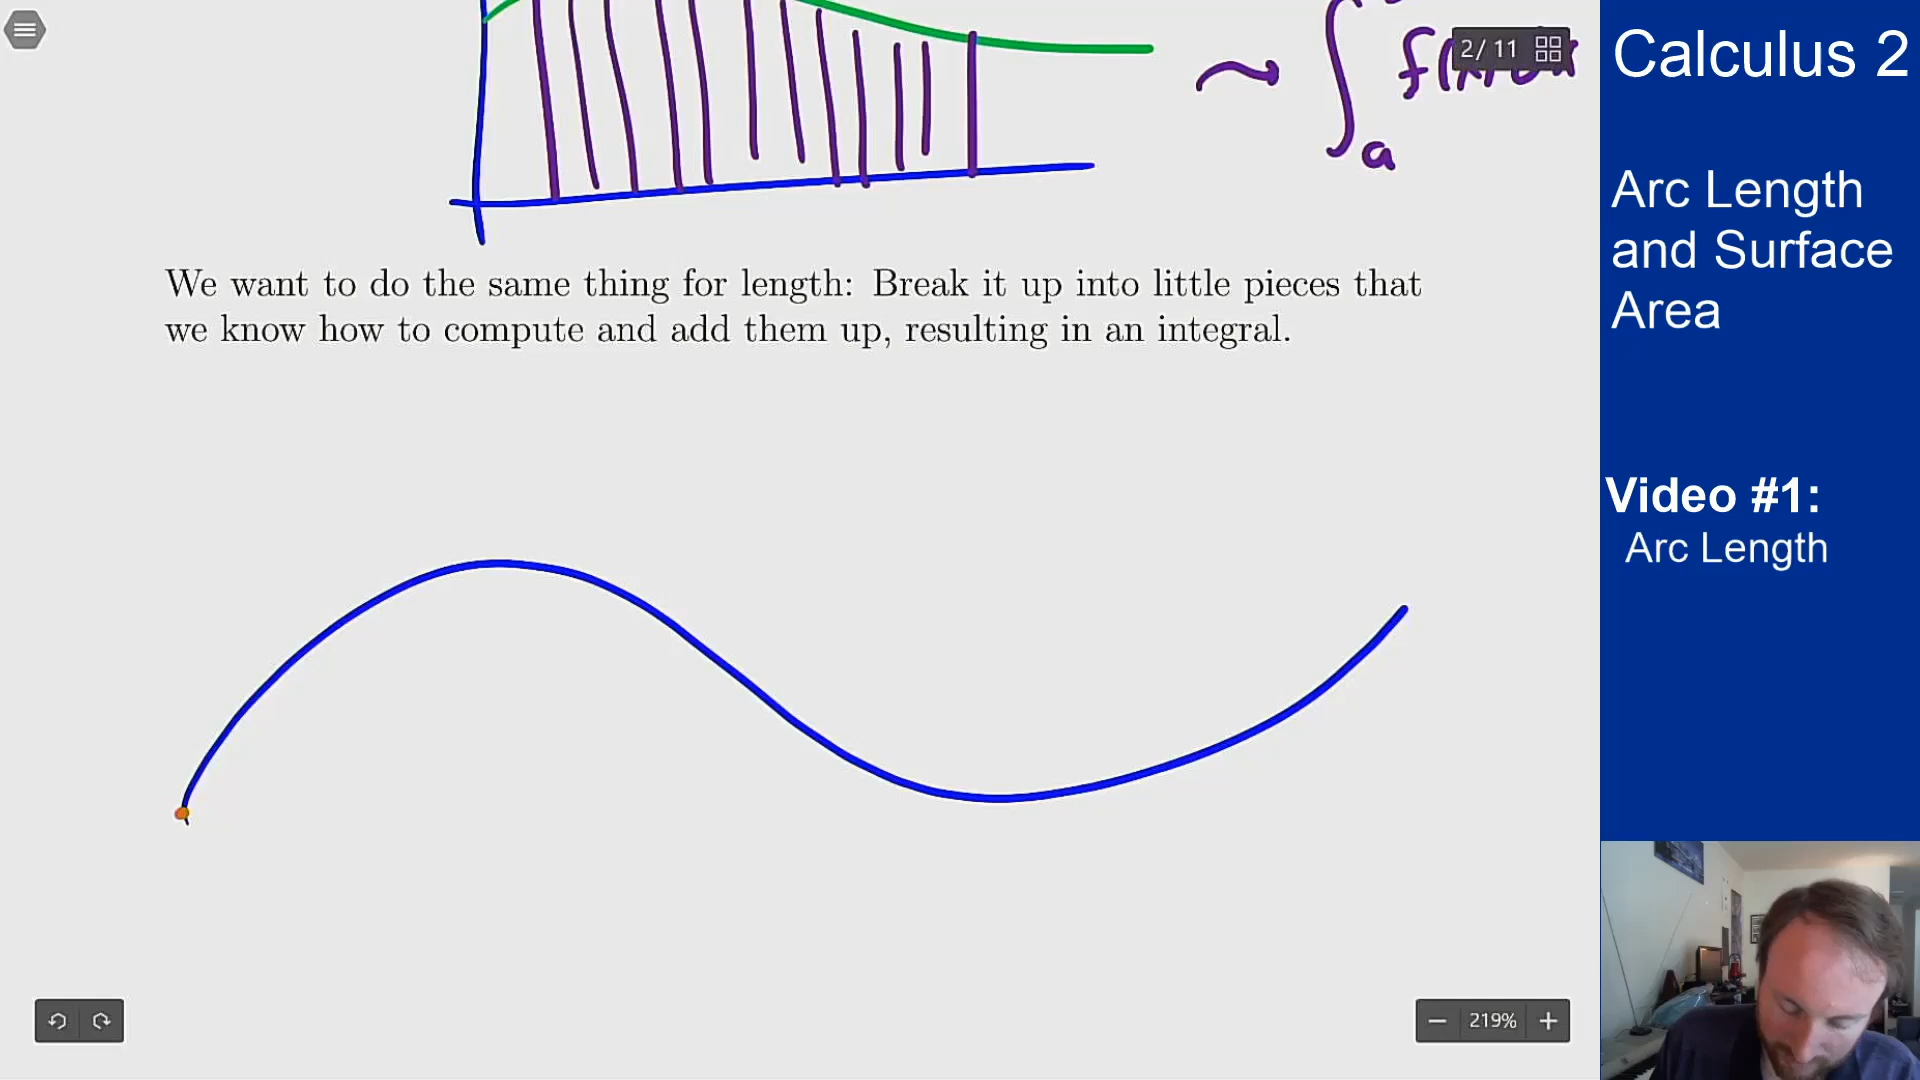 ∫ f(x)dx
a
2/ 11
We want to do the same thing for length: Break it up into little pieces that
we know how to compute and add them up, resulting in an integral.
219%
Calculus 2
Arc Length
and Surface
Area
Video #1:
Arc Length